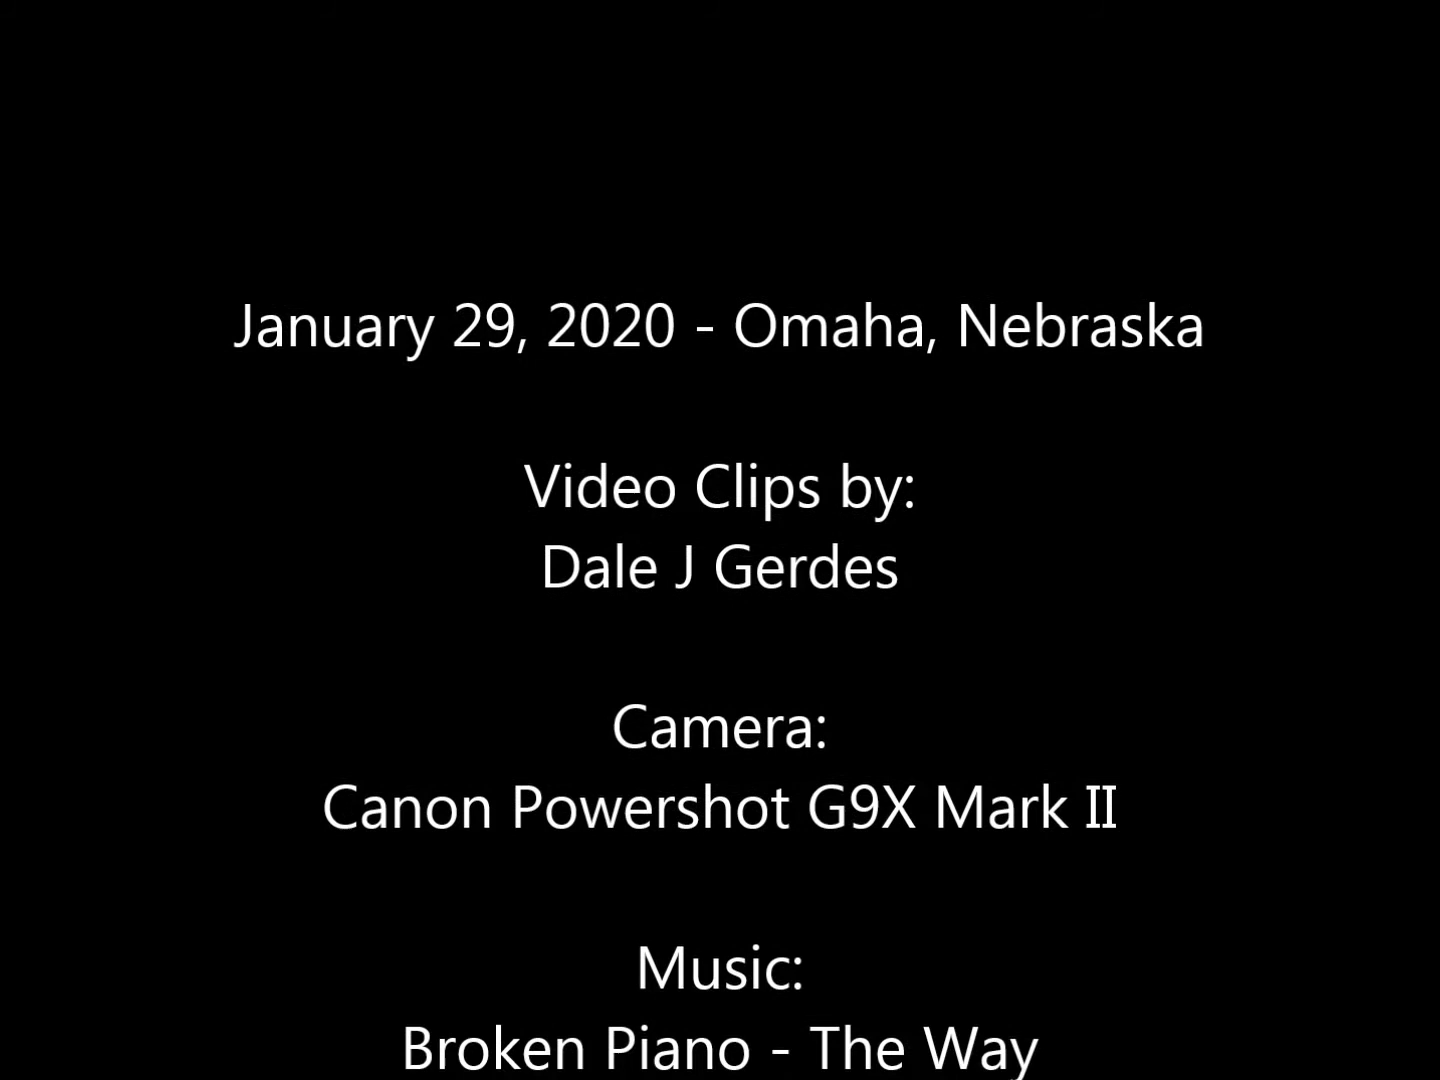 January 29, 2020 - Omaha, Nebraska
Video Clips by:
Dale J Gerdes
Camera:
Canon Powershot G9X Mark II
Music:
Broken Piano - The Way